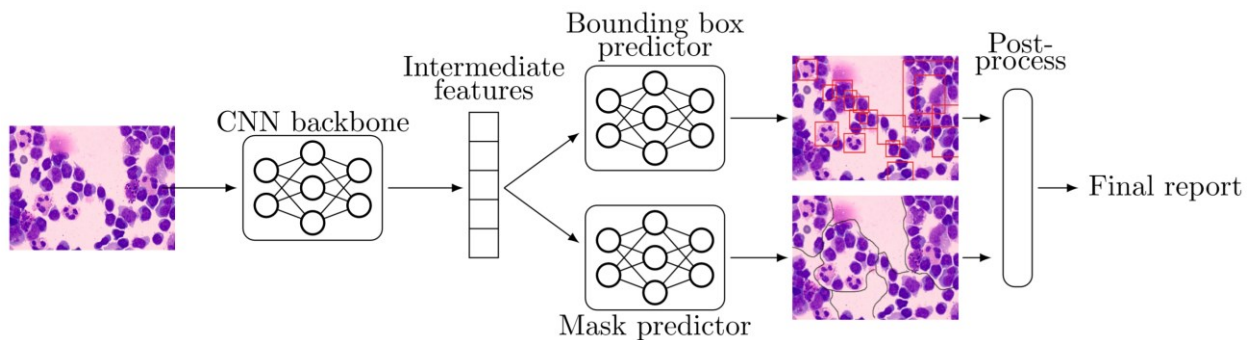 CNN backbone
Intermediate
features
Bounding box
predictor
Mask predictor
Post-
process
Final report